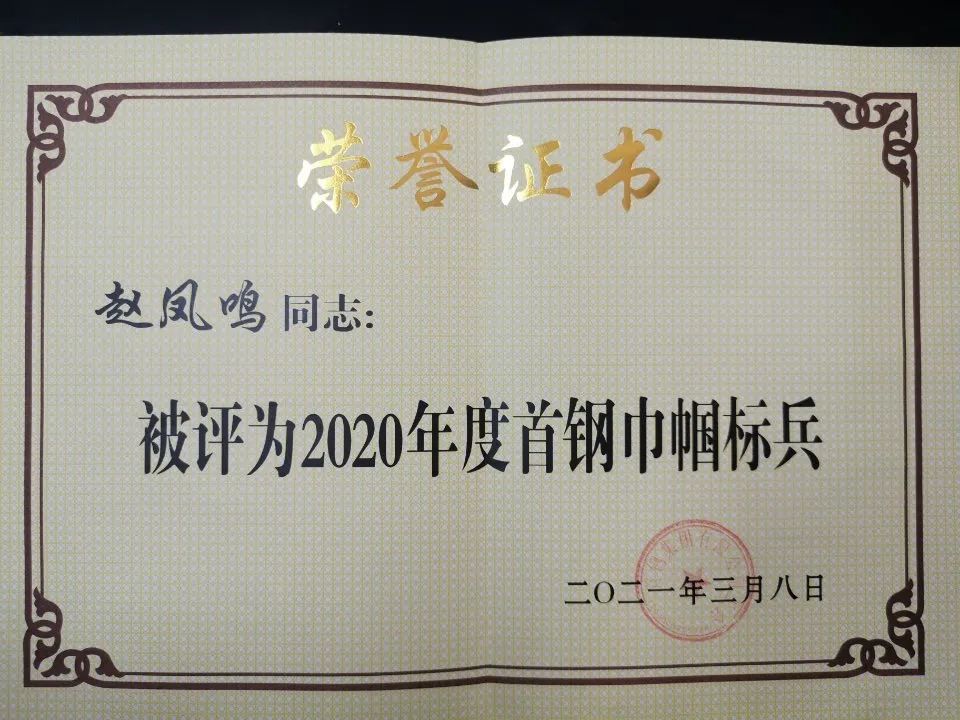 荣誉证书
赵凤鸣同志:
被评为2020年度首钢巾帼标兵
二〇二一年三月八日